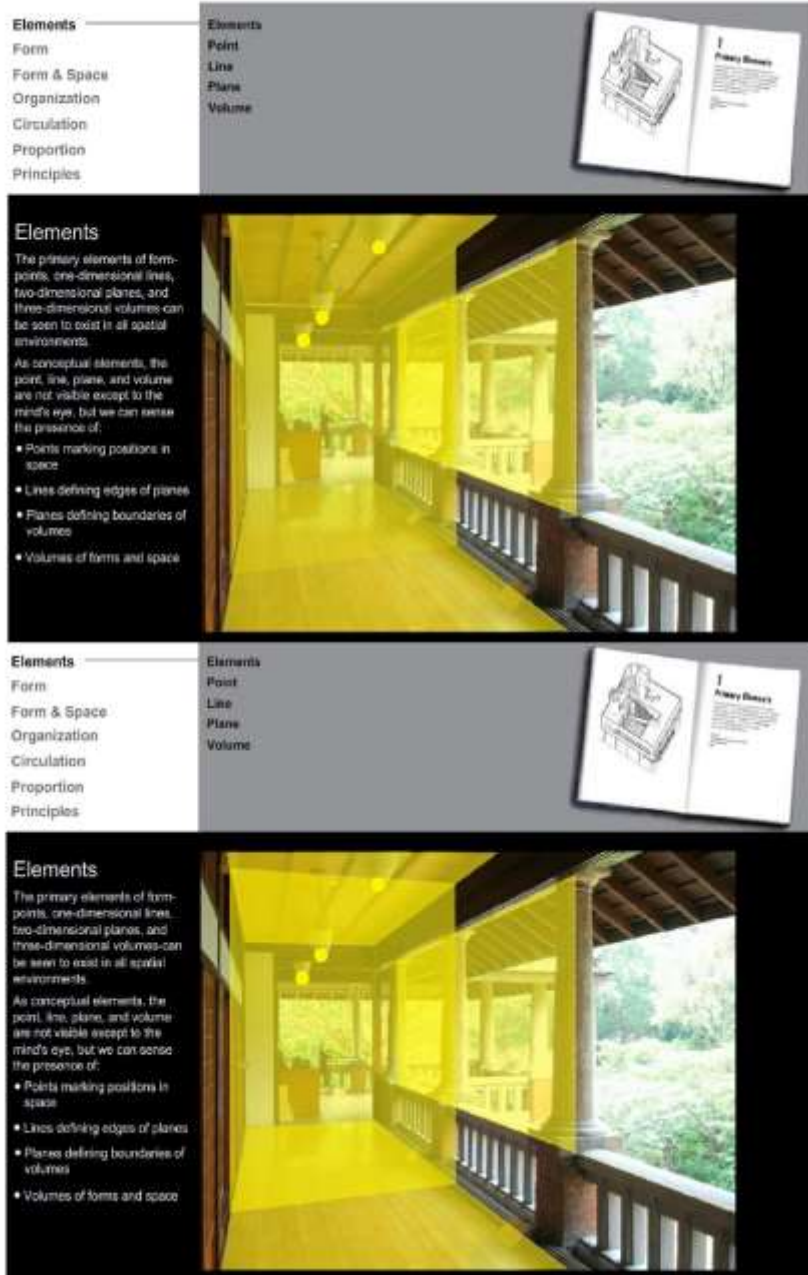 Elements
Form
Form & Space
Organization
Circulation
Proportion
Principles
Elements
Point
Line
Plane
Volume
1
Primary Elements
Elements
The primary elements of form-
points, one-dimensional lines,
two-dimensional planes, and
three-dimensional volumes-can
be seen to exist in all spatial
environments.
As conceptual elements, the
point, line, plane, and volume
are not visible except to the
mind's eye, but we can sense
the presence of:
• Points marking positions in
space
• Lines defining edges of planes
• Planes defining boundaries of
volumes
• Volumes of forms and space
Elements
Form
Form & Space
Organization
Circulation
Proportion
Principles
Elements
Point
Line
Plane
Volume
1
Primary Elements
Elements
The primary elements of form-
points, one-dimensional lines,
two-dimensional planes, and
three-dimensional volumes-can
be seen to exist in all spatial
environments.
As conceptual elements, the
point, line, plane, and volume
are not visible except to the
mind's eye, but we can sense
the presence of:
• Points marking positions in
space
• Lines defining edges of planes
• Planes defining boundaries of
volumes
• Volumes of forms and space